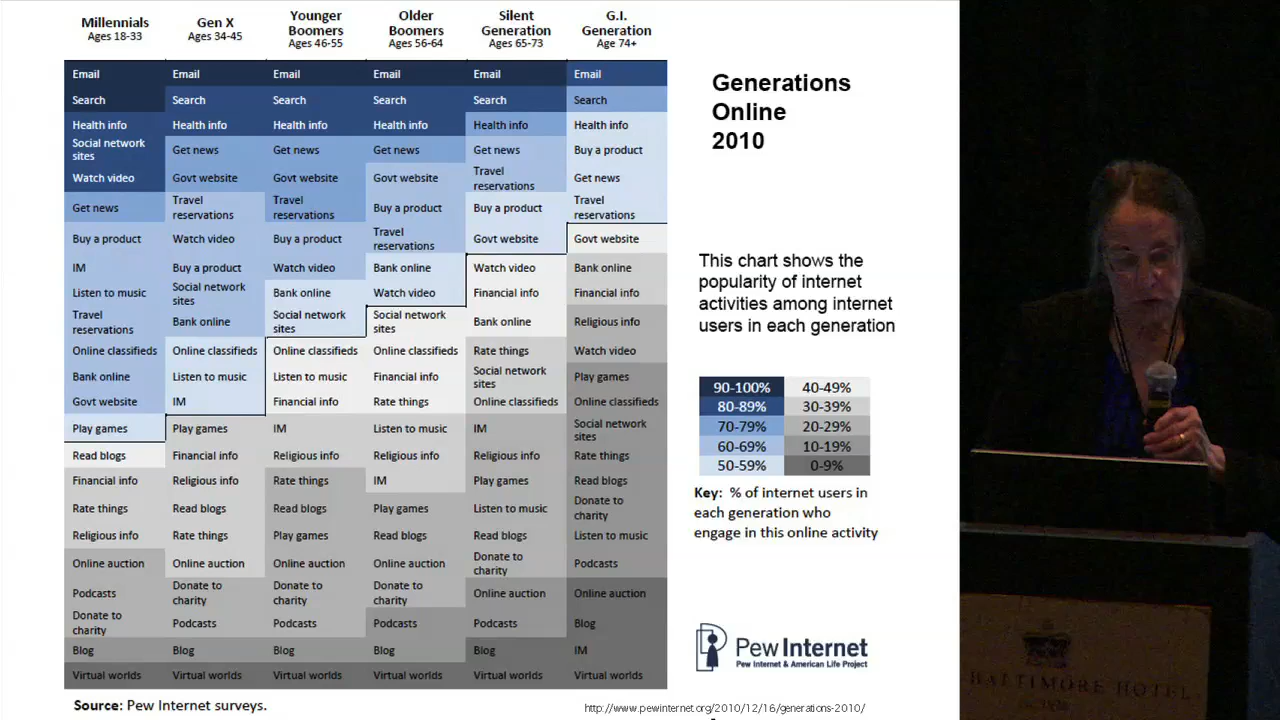 Millennials
Ages 18-33
Gen X
Ages 34-45
Younger
Boomers
Ages 46-55
Older
Boomers
Ages 56-64
Silent
Generation
Ages 65-73
G.I.
Generation
Age 74+
Email
Search
Health info
Social network
sites
Watch video
Get news
Buy a product
IM
Listen to music
Travel
reservations
Online classifieds
Bank online
Govt website
Play games
Read blogs
Financial info
Rate things
Religious info
Online auction
Podcasts
Donate to
charity
Blog
Virtual worlds
Email
Search
Health info
Get news
Govt website
Travel
reservations
Watch video
Buy a product
Social network
sites
Bank online
Online classifieds
Listen to music
IM
Play games
Financial info
Religious info
Read blogs
Rate things
Online auction
Donate to
charity
Podcasts
Blog
Virtual worlds
Email
Search
Health info
Get news
Govt website
Travel
reservations
Buy a product
Watch video
Bank online
Social network
sites
Online classifieds
Listen to music
Financial info
IM
Religious info
Rate things
Read blogs
Play games
Online auction
Donate to
charity
Podcasts
Blog
Virtual worlds
Email
Search
Health info
Get news
Govt website
Buy a product
Travel
reservations
Bank online
Watch video
Social network
sites
Online classifieds
Financial info
Rate things
Listen to music
Religious info
IM
Play games
Read blogs
Online auction
Donate to
charity
Podcasts
Blog
Virtual worlds
Email
Search
Health info
Get news
Travel
reservations
Buy a product
Govt website
Watch video
Financial info
Bank online
Rate things
Social network
sites
Online classifieds
IM
Religious info
Play games
Listen to music
Read blogs
Donate to
charity
Online auction
Podcasts
Blog
Virtual worlds
Email
Search
Health info
Buy a product
Get news
Travel
reservations
Govt website
Bank online
Financial info
Religious info
Watch video
Play games
Online classifieds
Social network
sites
Rate things
Read blogs
Donate to
charity
Listen to music
Podcasts
Online auction
Blog
IM
Virtual worlds
Source: Pew Internet surveys.
Generations
Online
2010
This chart shows the
popularity of internet
activities among internet
users in each generation
90-100% 40-49%
80-89% 30-39%
70-79% 20-29%
60-69% 10-19%
50-59% 0-9%
Key: % of internet users in
each generation who
engage in this online activity
Pew Internet
Pew Internet & American Life Project
http://www.pewinternet.org/2010/12/16/generations-2010/
BALTIMORE HOTEL